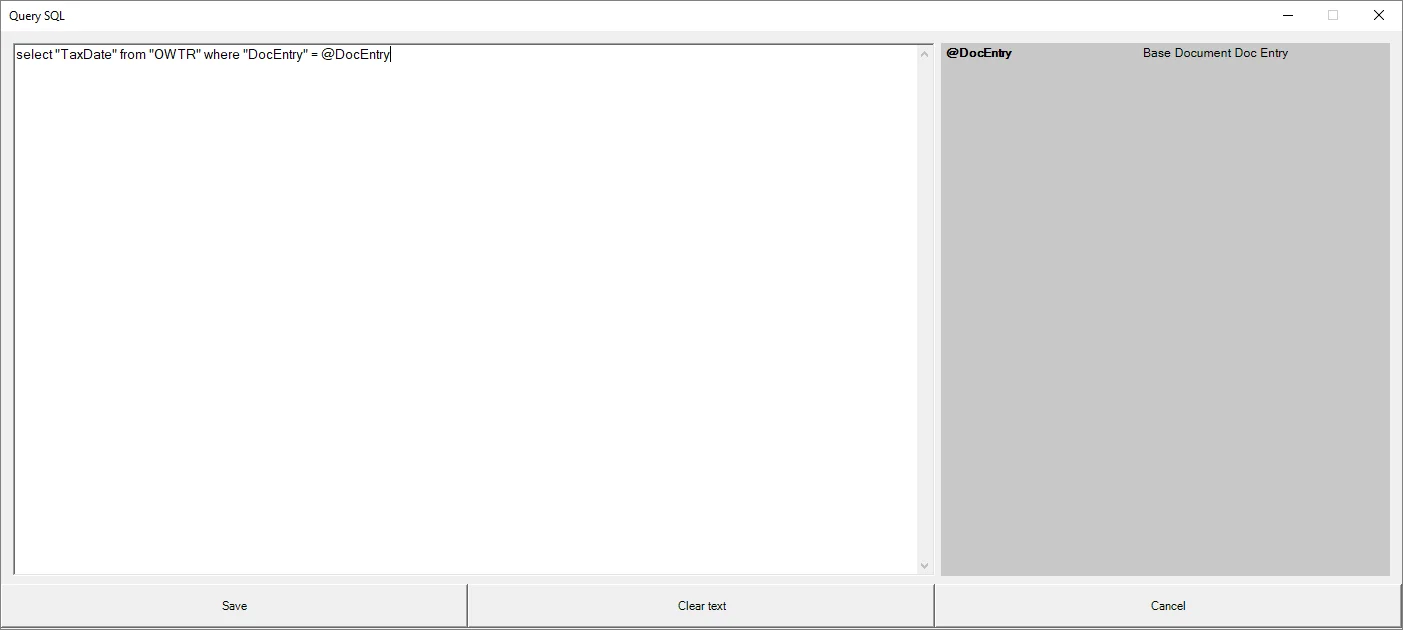 Query SQL
select "TaxDate" from "OWTR" where "DocEntry" = @DocEntry
@DocEntry Base Document Doc Entry
Save Clear text Cancel